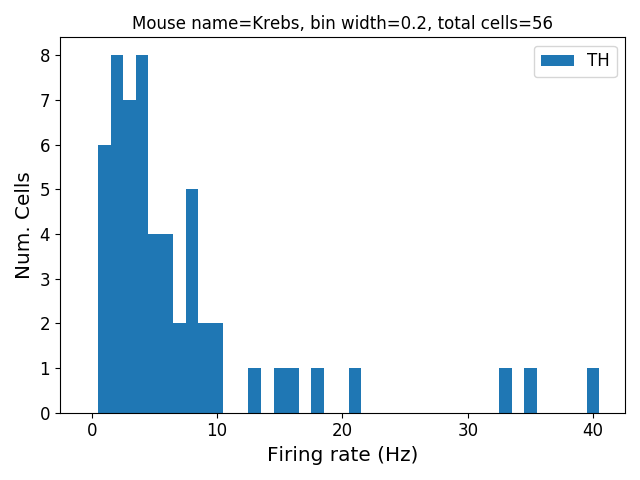 Mouse name=Krebs, bin width=0.2, total cells=56
TH
8
7
6
5
4
3
2
1
0
Num. Cells
0 10 20 30 40
Firing rate (Hz)